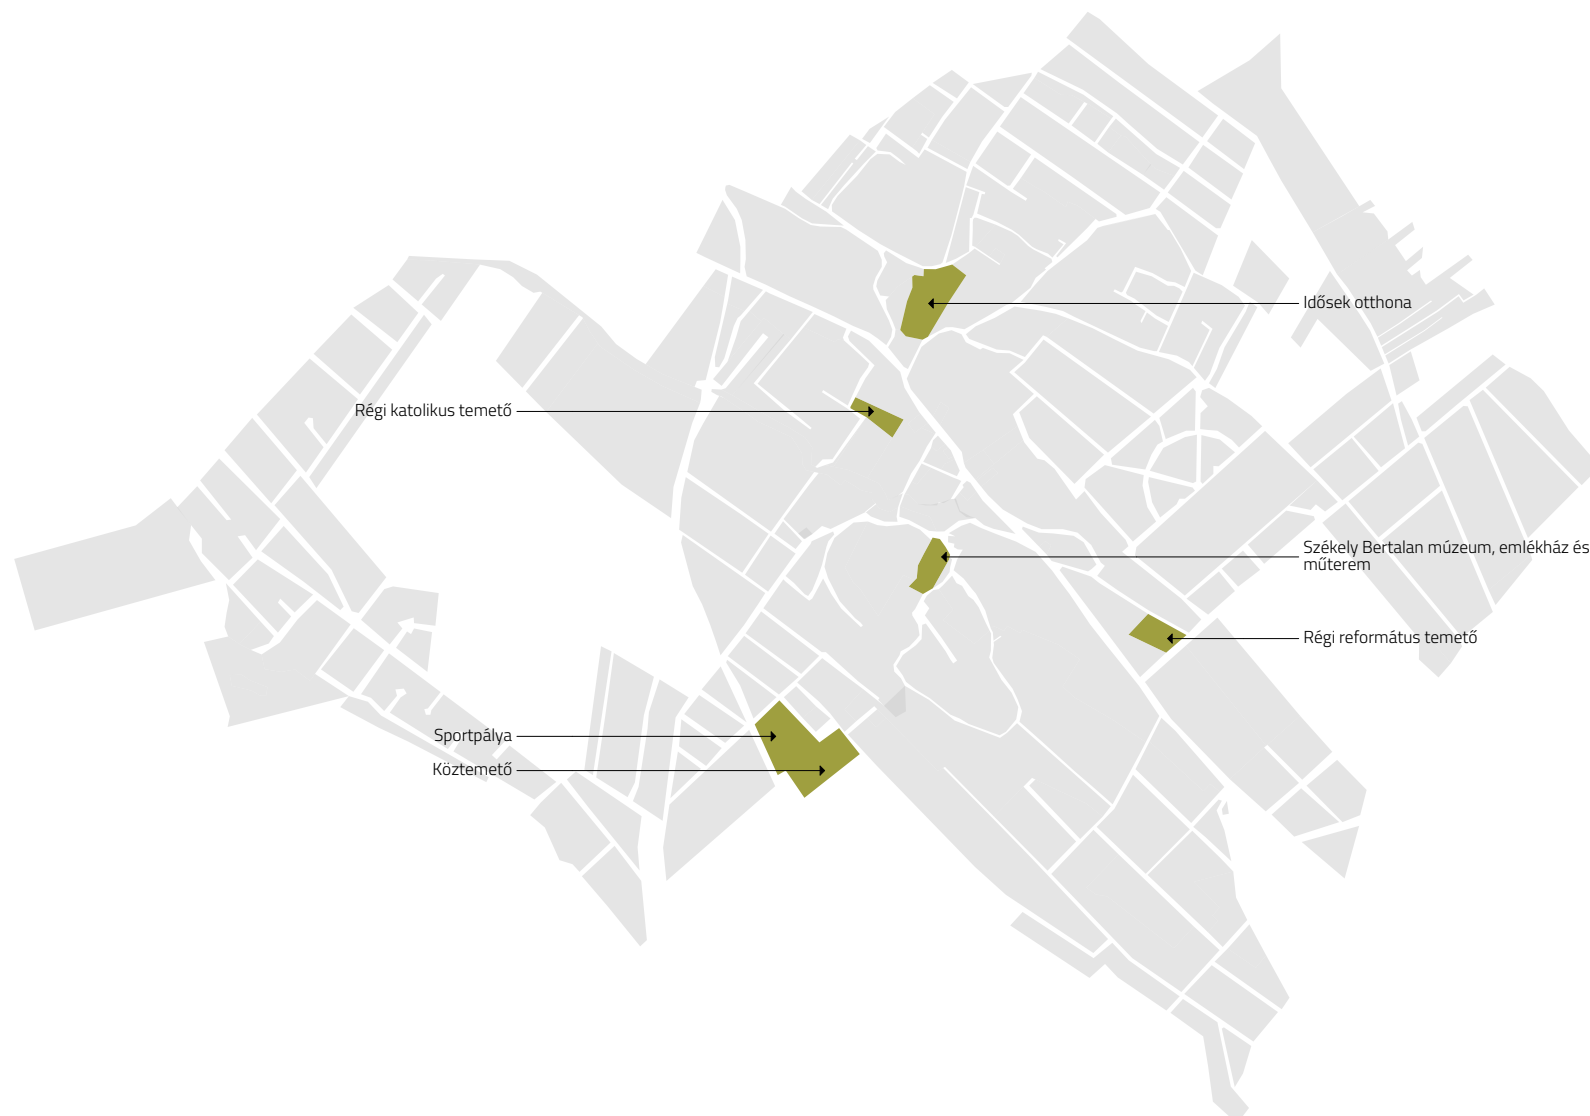 Idősek otthona
Régi katolikus temető
Székely Bertalan múzeum, emlékház és
műterem
Régi református temető
Sportpálya
Köztemető